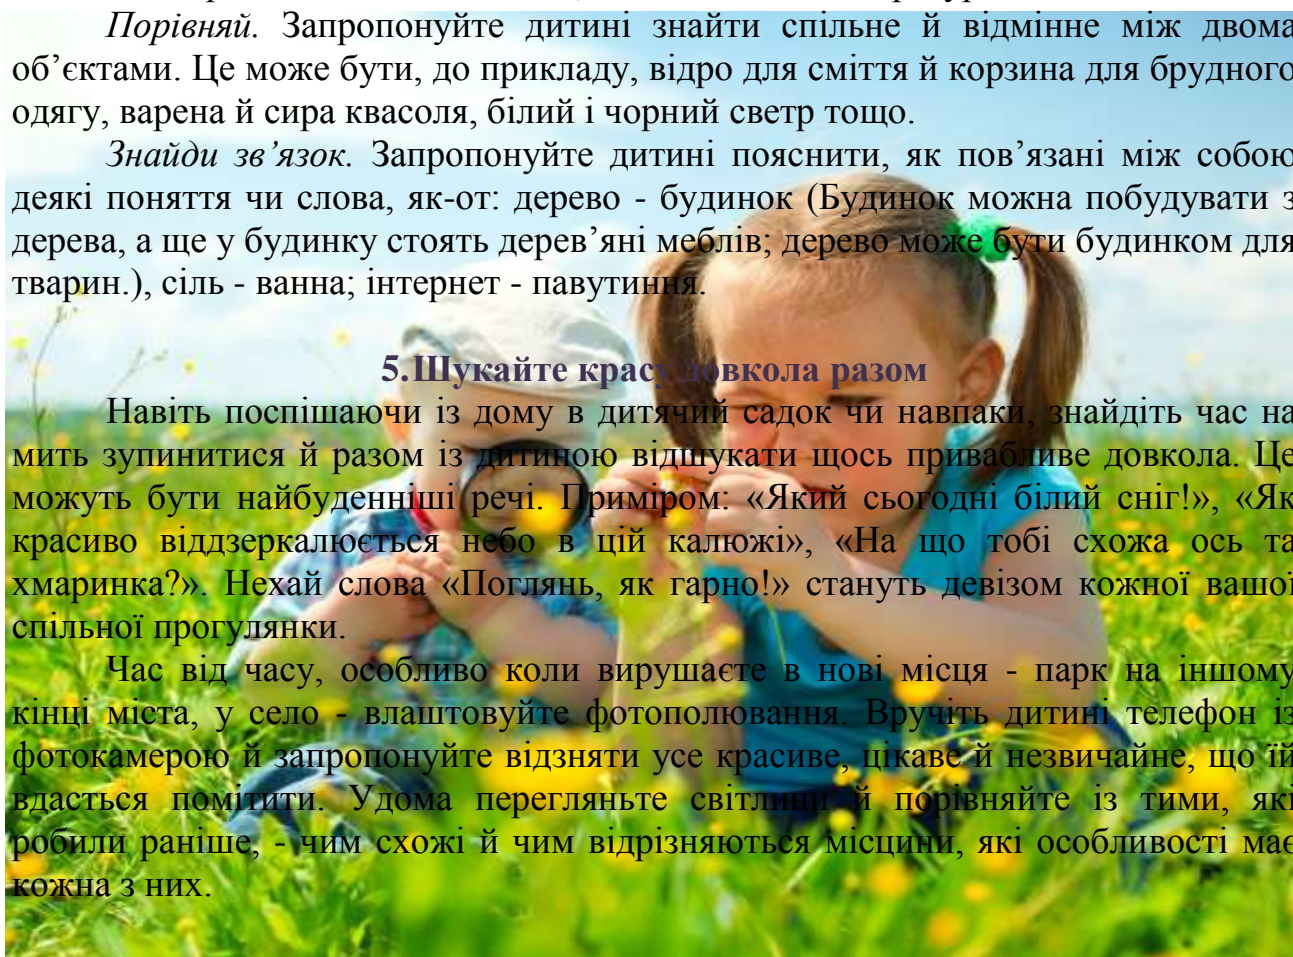 Порівняй. Запропонуйте дитині знайти спільне й відмінне між двома
об’єктами. Це може бути, до прикладу, відро для сміття й корзина для брудного
одягу, варена й сира квасоля, білий і чорний светр тощо.
Знайди зв’язок. Запропонуйте дитині пояснити, як пов’язані між собою
деякі поняття чи слова, як-от: дерево - будинок (Будинок можна побудувати з
дерева, а ще у будинку стоять дерев’яні меблів; дерево може бути будинком для
тварин.), сіль - ванна; інтернет - павутиння.
5.Шукайте красу довкола разом
Навіть поспішаючи із дому в дитячий садок чи навпаки, знайдіть час на
мить зупинитися й разом із дитиною відшукати щось привабливе довкола. Це
можуть бути найбуденніші речі. Приміром: «Який сьогодні білий сніг!», «Як
красиво віддзеркалюється небо в цій калюжі», «На що тобі схожа ось та
хмаринка?». Нехай слова «Поглянь, як гарно!» стануть девізом кожної вашої
спільної прогулянки.
Час від часу, особливо коли вирушаєте в нові місця - парк на іншому
кінці міста, у село - влаштовуйте фотополювання. Вручіть дитині телефон із
фотокамерою й запропонуйте відзняти усе красиве, цікаве й незвичайне, що їй
вдасться помітити. Удома перегляньте світлини й порівняйте із тими, які
робили раніше, - чим схожі й чим відрізняються місцини, які особливості має
кожна з них.